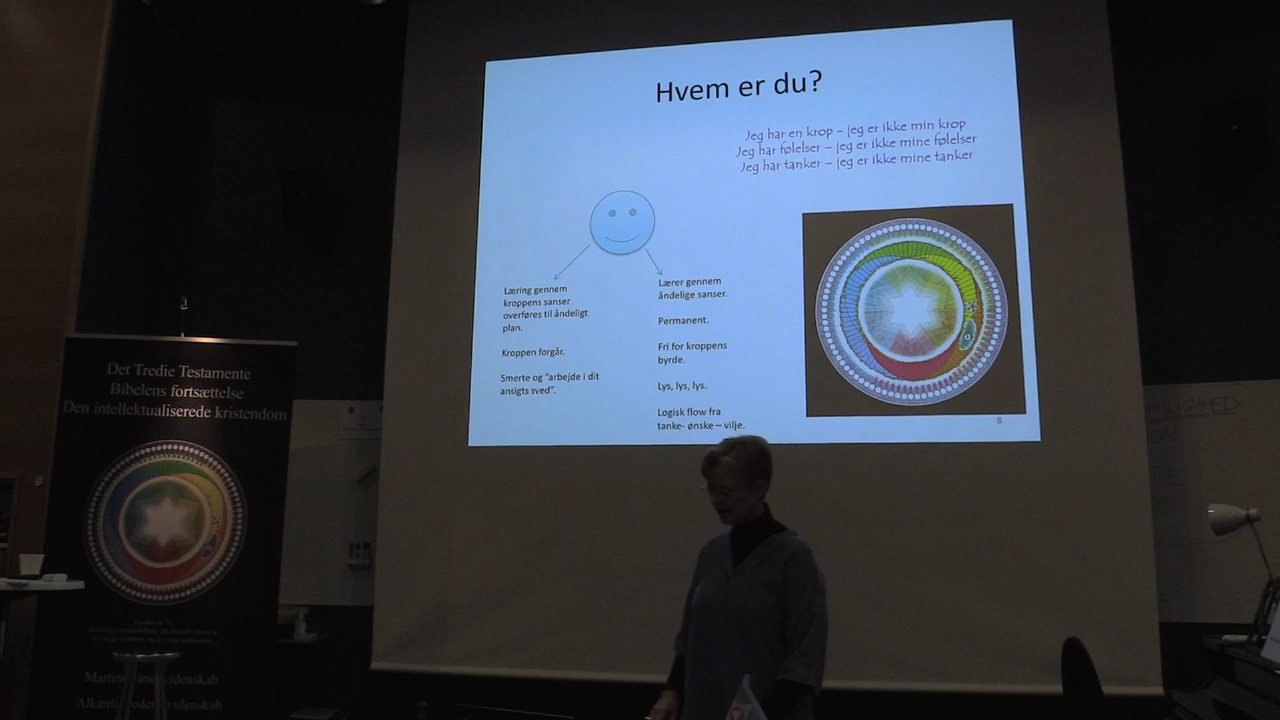 Hvem er du?
Jeg har en krop – jeg er ikke min krop
Jeg har følelser – jeg er ikke mine følelser
Jeg har tanker – jeg er ikke mine tanker
Læring gennem
kroppens sanser
overføres til åndeligt
plan.
Kroppen forgår.
Smerte og "arbejde i dit
ansigts sved".
Lærer gennem
åndelige sanser.
Permanent.
Fri for kroppens
byrde.
Lys, lys, lys.
Logisk flow fra
tanke- ønske – vilje.
8
Det Tredie Testamente
Bibelens fortsættelse
Den intellektualiserede kristendom